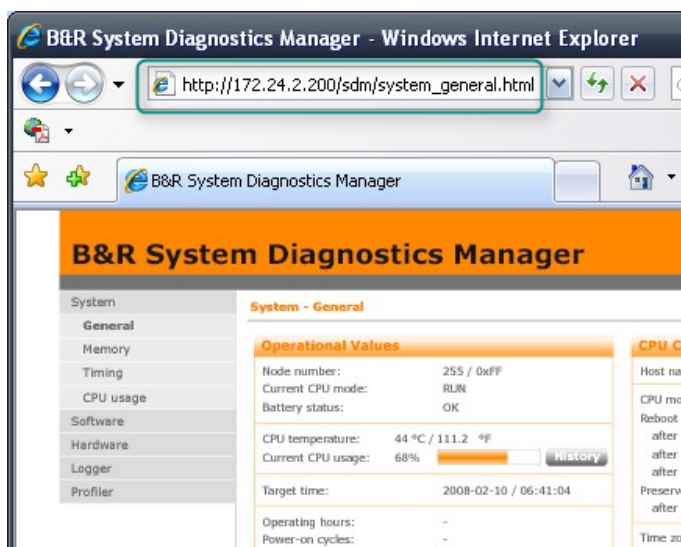 B&R System Diagnostics Manager - Windows Internet Explorer
http://172.24.2.200/sdm/system_general.html
B&R System Diagnostics Manager
B&R System Diagnostics Manager
System
General
Memory
Timing
CPU usage
Software
Hardware
Logger
Profiler
System - General
Operational Values
Node number: 255 / 0xFF
Current CPU mode: RUN
Battery status: OK
CPU temperature: 44 °C / 111.2 °F
Current CPU usage: 68% History
Target time: 2008-02-10 / 06:41:04
Operating hours: -
Power-on cycles: -
CPU C
Host na
CPU mo
Reboot
after
after
after
Preserv
after
Time zo